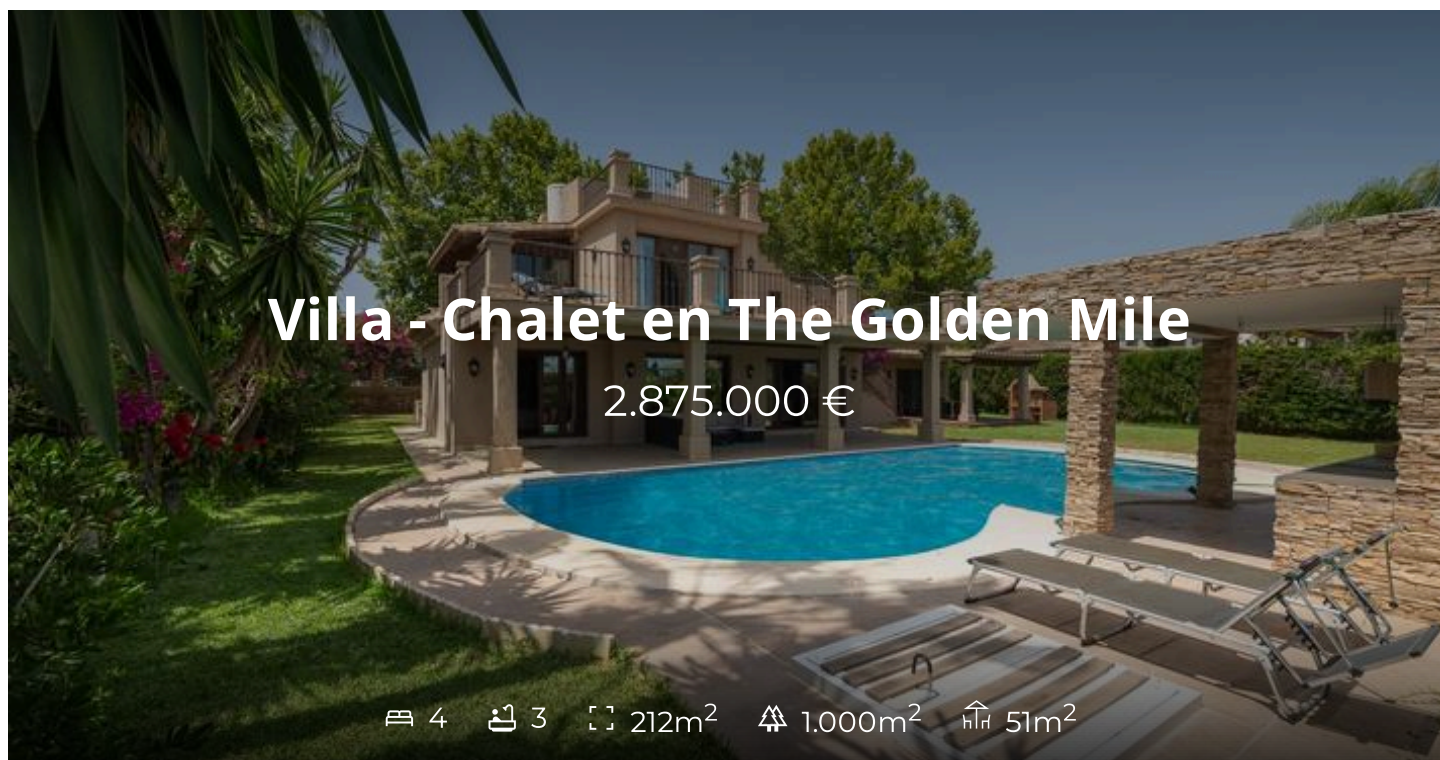 Villa - Chalet en The Golden Mile
2.875.000 €
4 3 212m² 1.000m² 51m²